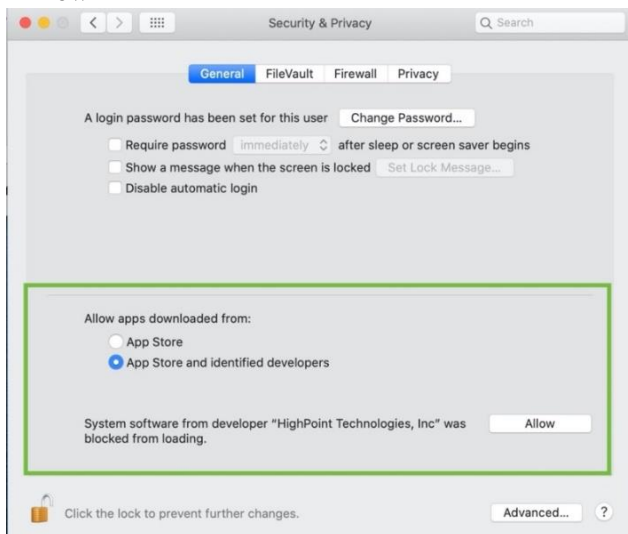 Security & Privacy
Search
General FileVault Firewall Privacy
A login password has been set for this user Change Password...
Require password immediately after sleep or screen saver begins
Show a message when the screen is locked Set Lock Message...
Disable automatic login
Allow apps downloaded from:
App Store
App Store and identified developers
System software from developer "HighPoint Technologies, Inc" was Allow
blocked from loading.
Click the lock to prevent further changes. Advanced... ?